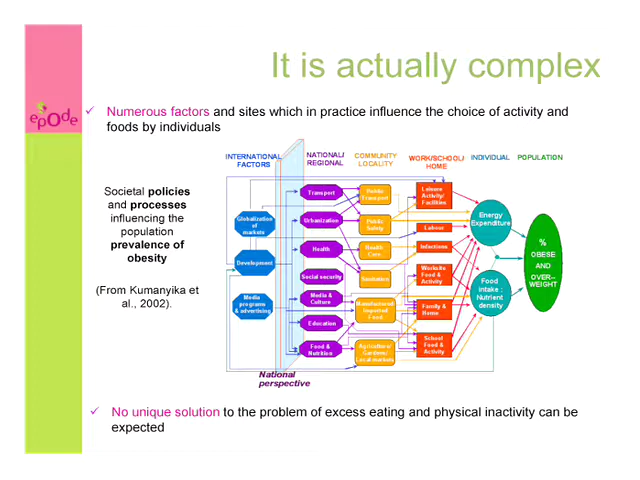 It is actually complex
epode
✓ Numerous factors and sites which in practice influence the choice of activity and
foods by individuals
Societal policies
and processes
influencing the
population
prevalence of
obesity
(From Kumanyika et
al., 2002).
INTERNATIONAL
FACTORS
NATIONAL/
REGIONAL
COMMUNITY
LOCALITY
WORK/SCHOOL/
HOME
INDIVIDUAL
POPULATION
Globalization
of
markets
Development
Media
programs
& advertising
Transport
Urbanization
Health
Social security
Media &
Culture
Education
Food &
Nutrition
Public
Transport
Public
Safety
Health
Care
Sanitation
Manufactured/
Imported
Food
Agriculture/
Gardens/
Local markets
Leisure
Activity/
Facilities
Labour
Infections
Worksite
Food &
Activity
Family &
Home
School
Food &
Activity
Energy
Expenditure
Food
intake :
Nutrient
density
%
OBESE
AND
OVER--
WEIGHT
National
perspective
✓ No unique solution to the problem of excess eating and physical inactivity can be
expected